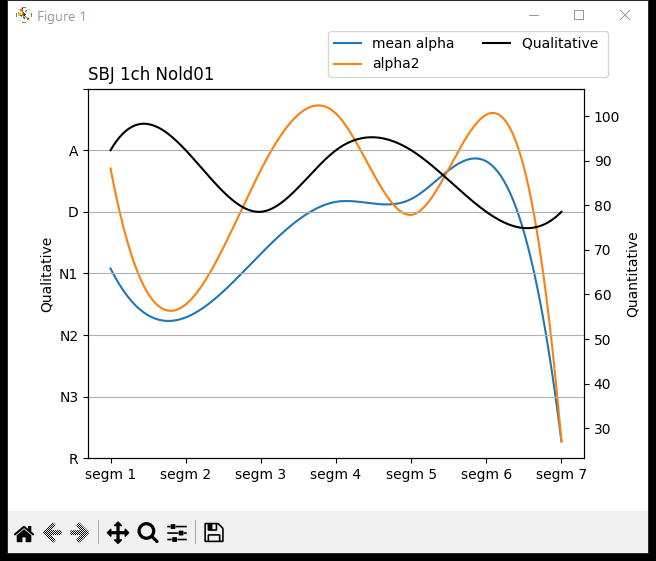 Figure 1
mean alpha
alpha2
Qualitative
SBJ 1ch Nold01
A
D
N1
N2
N3
R
Qualitative
100
90
80
70
60
50
40
30
Quantitative
segm 1 segm 2 segm 3 segm 4 segm 5 segm 6 segm 7